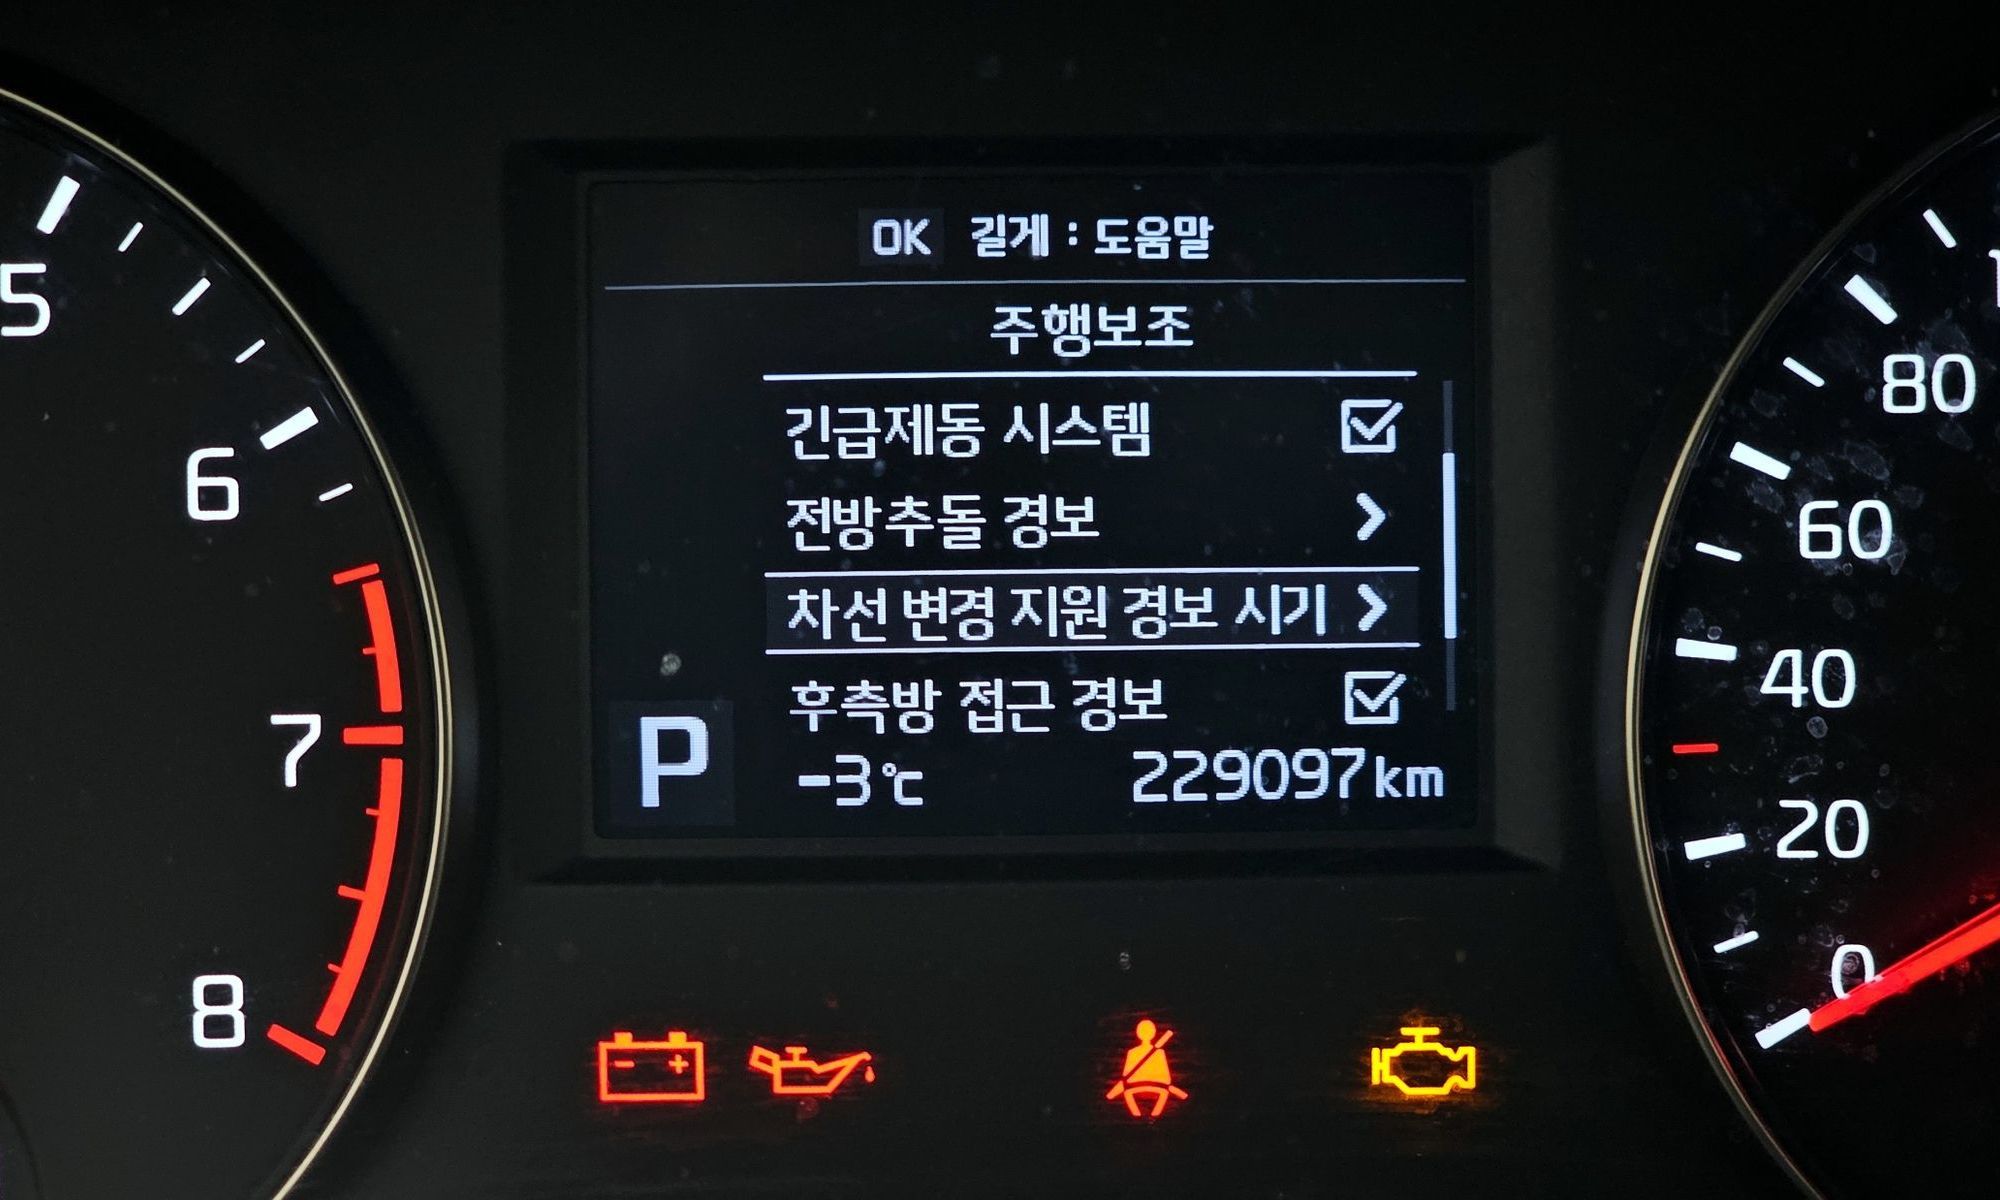 OK 길게 : 도움말
주행보조
긴급제동 시스템
전방추돌 경보
차선 변경 지원 경보 시기
후측방 접근 경보
P
-3°C 229097 km
5
6
7
8
80
60
40
20
0